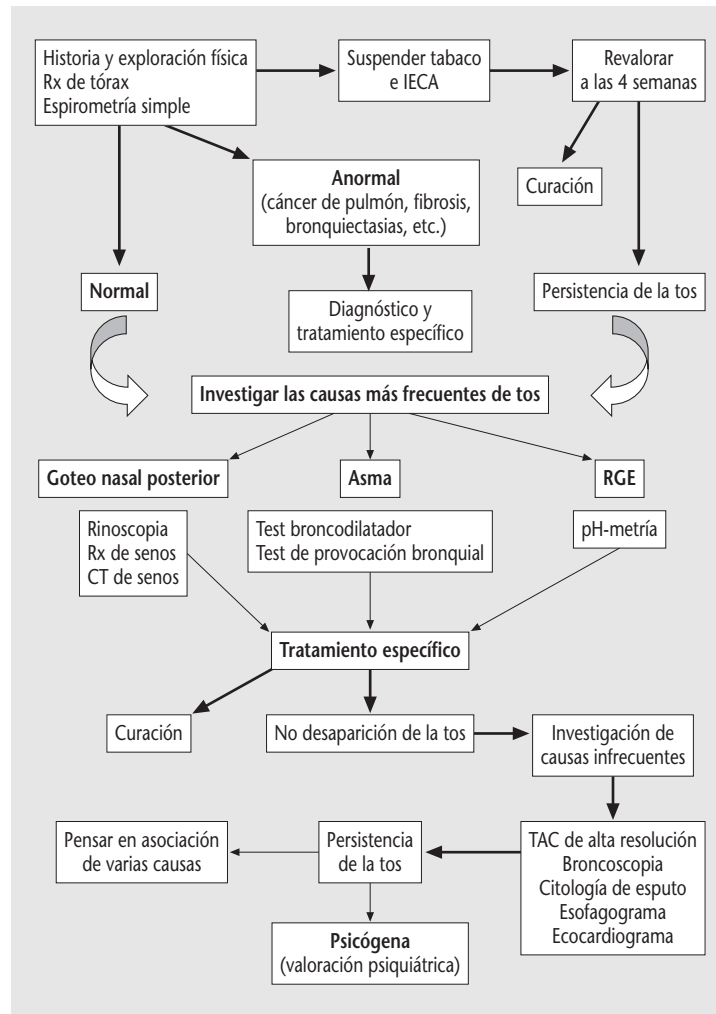 Historia y exploración física
Rx de tórax
Espirometría simple
Suspender tabaco
e IECA
Revalorar
a las 4 semanas
Anormal
(cáncer de pulmón, fibrosis,
bronquiectasias, etc.)
Curación
Normal
Diagnóstico y
tratamiento específico
Persistencia de la tos
Investigar las causas más frecuentes de tos
Goteo nasal posterior
Asma
RGE
Rinoscopia
Rx de senos
CT de senos
Test broncodilatador
Test de provocación bronquial
pH-metría
Tratamiento específico
Curación
No desaparición de la tos
Investigación de
causas infrecuentes
Pensar en asociación
de varias causas
Persistencia
de la tos
TAC de alta resolución
Broncoscopia
Citología de esputo
Esofagograma
Ecocardiograma
Psicógena
(valoración psiquiátrica)